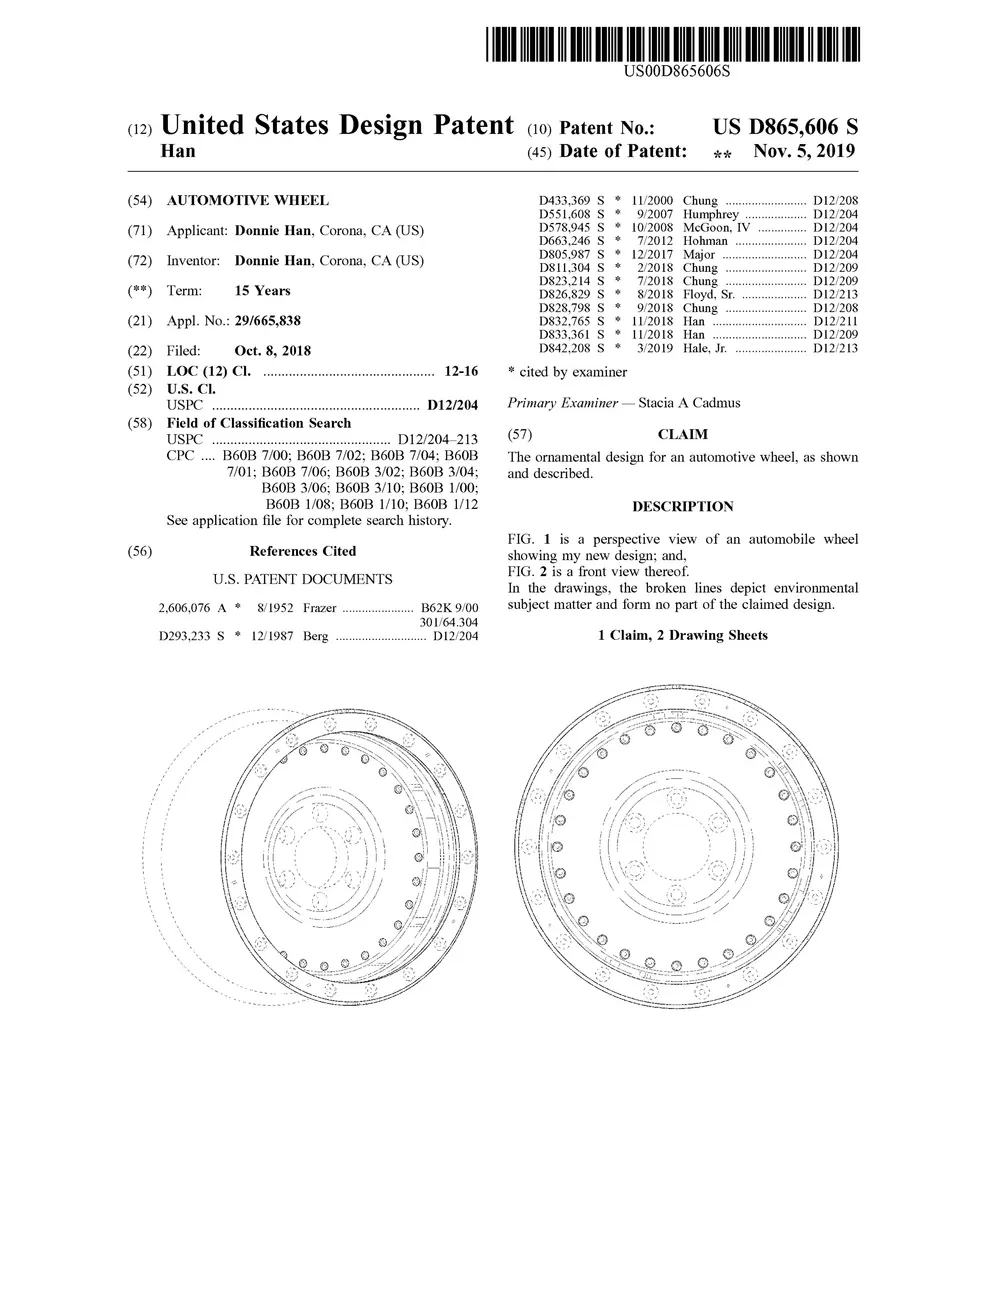 US00D865606S
(12) United States Design Patent
Han
(10) Patent No.: US D865,606 S
(45) Date of Patent: ** Nov. 5, 2019
(54) AUTOMOTIVE WHEEL
(71) Applicant: Donnie Han, Corona, CA (US)
(72) Inventor: Donnie Han, Corona, CA (US)
(**) Term: 15 Years
(21) Appl. No.: 29/665,838
(22) Filed: Oct. 8, 2018
(51) LOC (12) Cl. ............................................... 12-16
(52) U.S. Cl.
USPC ......................................................... D12/204
(58) Field of Classification Search
USPC ................................................. D12/204–213
CPC .... B60B 7/00; B60B 7/02; B60B 7/04; B60B
7/01; B60B 7/06; B60B 3/02; B60B 3/04;
B60B 3/06; B60B 3/10; B60B 1/00;
B60B 1/08; B60B 1/10; B60B 1/12
See application file for complete search history.
(56) References Cited
U.S. PATENT DOCUMENTS
2,606,076 A * 8/1952 Frazer ...................... B62K 9/00
301/64.304
D293,233 S * 12/1987 Berg ............................ D12/204
D433,369 S * 11/2000 Chung ......................... D12/208
D551,608 S * 9/2007 Humphrey ................... D12/204
D578,945 S * 10/2008 McGoon, IV ............... D12/204
D663,246 S * 7/2012 Hohman ...................... D12/204
D805,987 S * 12/2017 Major .......................... D12/204
D811,304 S * 2/2018 Chung ......................... D12/209
D823,214 S * 7/2018 Chung ......................... D12/209
D826,829 S * 8/2018 Floyd, Sr. .................... D12/213
D828,798 S * 9/2018 Chung ......................... D12/208
D832,765 S * 11/2018 Han ............................. D12/211
D833,361 S * 11/2018 Han ............................. D12/209
D842,208 S * 3/2019 Hale, Jr. ...................... D12/213
* cited by examiner
Primary Examiner — Stacia A Cadmus
(57) CLAIM
The ornamental design for an automotive wheel, as shown
and described.
DESCRIPTION
FIG. 1 is a perspective view of an automobile wheel
showing my new design; and,
FIG. 2 is a front view thereof.
In the drawings, the broken lines depict environmental
subject matter and form no part of the claimed design.
1 Claim, 2 Drawing Sheets